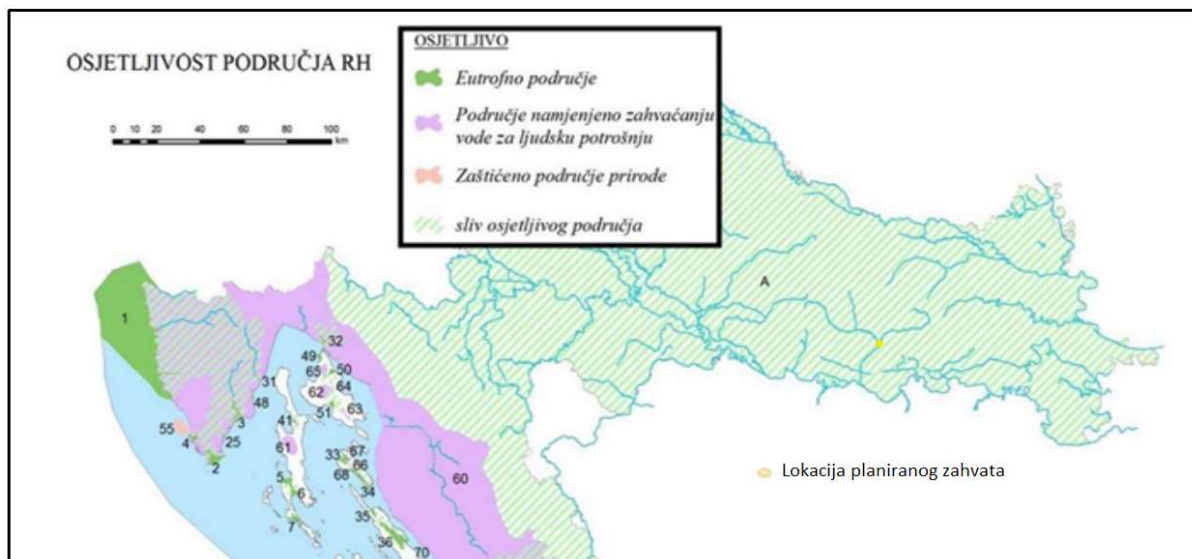 OSJETLJIVOST PODRUČJA RH
0 10 20 40 60 80 100
km
OSJETLJIVO
Eutrofno područje
Područje namjenjeno zahvaćanju
vode za ljudsku potrošnju
Zaštićeno područje prirode
sliv osjetljivog područja
A
1
32
49
65
50
31
62
64
48
51
63
3
55
41
4
25
61
33
67
66
2
68
60
5
34
6
7
35
36
70
Lokacija planiranog zahvata